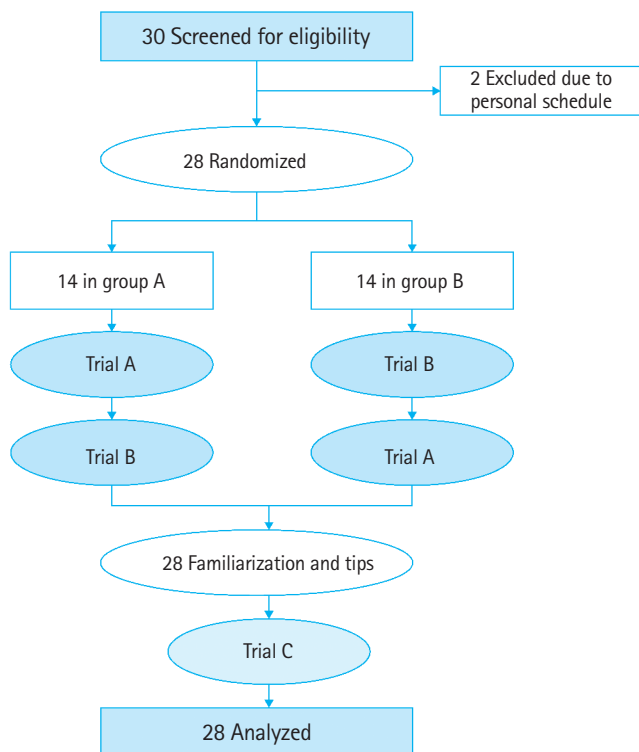 30 Screened for eligibility
2 Excluded due to
personal schedule
28 Randomized
14 in group A
14 in group B
Trial A
Trial B
Trial B
Trial A
28 Familiarization and tips
Trial C
28 Analyzed